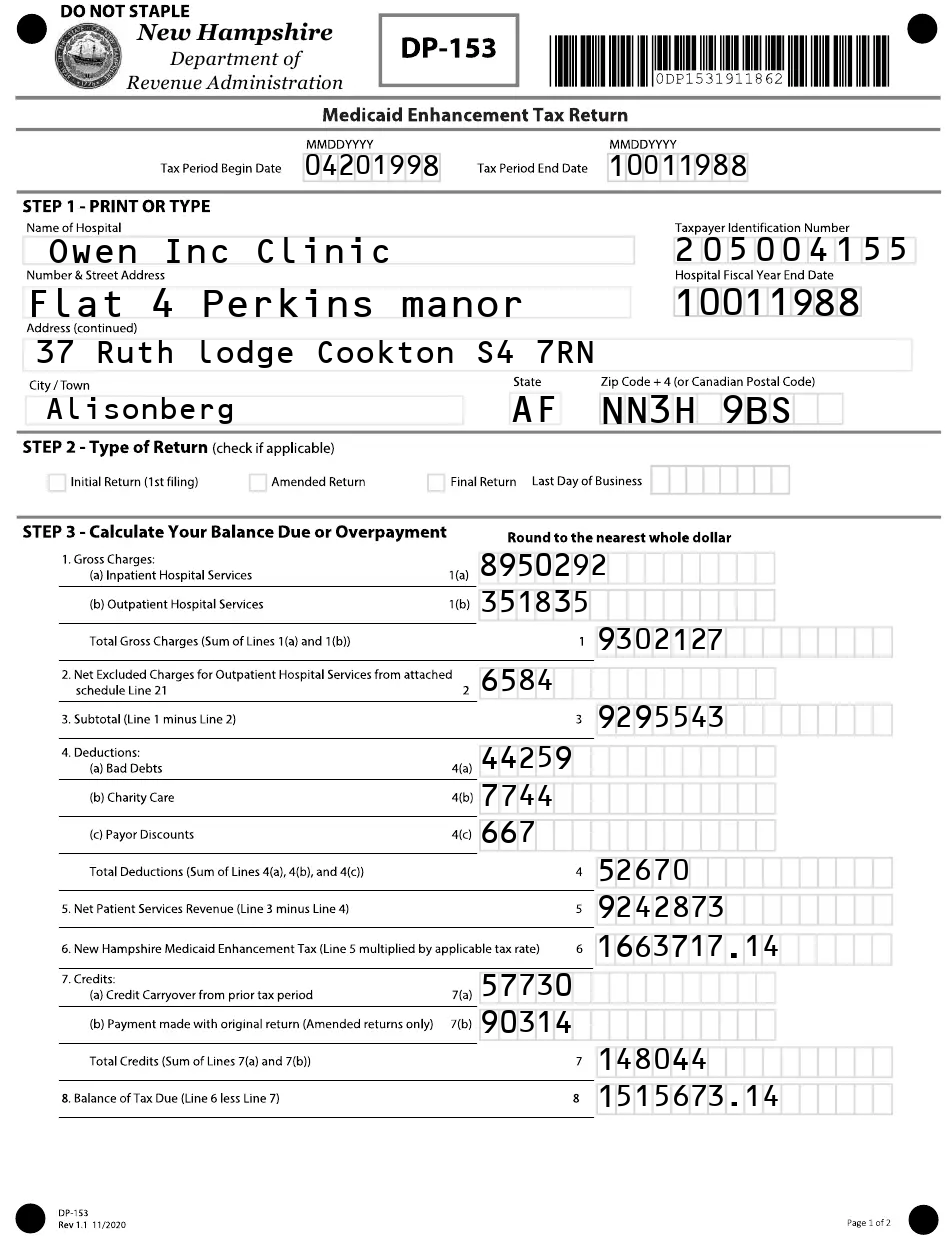 DO NOT STAPLE
New Hampshire
Department of
Revenue Administration
DP-153
0DP1531911862
Medicaid Enhancement Tax Return
MMDDYYYY MMDDYYYY
Tax Period Begin Date 04201998 Tax Period End Date 10011988
STEP 1 - PRINT OR TYPE
Name of Hospital Taxpayer Identification Number
Owen Inc Clinic 205004155
Number & Street Address Hospital Fiscal Year End Date
Flat 4 Perkins manor 10011988
Address (continued)
37 Ruth lodge Cookton S4 7RN
City / Town State Zip Code + 4 (or Canadian Postal Code)
Alisonberg AF NN3H 9BS
STEP 2 - Type of Return (check if applicable)
Initial Return (1st filing) Amended Return Final Return Last Day of Business
STEP 3 - Calculate Your Balance Due or Overpayment Round to the nearest whole dollar
1. Gross Charges:
(a) Inpatient Hospital Services 1(a) 8950292
(b) Outpatient Hospital Services 1(b) 351835
Total Gross Charges (Sum of Lines 1(a) and 1(b)) 1 9302127
2. Net Excluded Charges for Outpatient Hospital Services from attached
schedule Line 21 2 6584
3. Subtotal (Line 1 minus Line 2) 3 9295543
4. Deductions:
(a) Bad Debts 4(a) 44259
(b) Charity Care 4(b) 7744
(c) Payor Discounts 4(c) 667
Total Deductions (Sum of Lines 4(a), 4(b), and 4(c)) 4 52670
5. Net Patient Services Revenue (Line 3 minus Line 4) 5 9242873
6. New Hampshire Medicaid Enhancement Tax (Line 5 multiplied by applicable tax rate) 6 1663717.14
7. Credits:
(a) Credit Carryover from prior tax period 7(a) 57730
(b) Payment made with original return (Amended returns only) 7(b) 90314
Total Credits (Sum of Lines 7(a) and 7(b)) 7 148044
8. Balance of Tax Due (Line 6 less Line 7) 8 1515673.14
DP-153
Rev 1.1 11/2020 Page 1 of 2